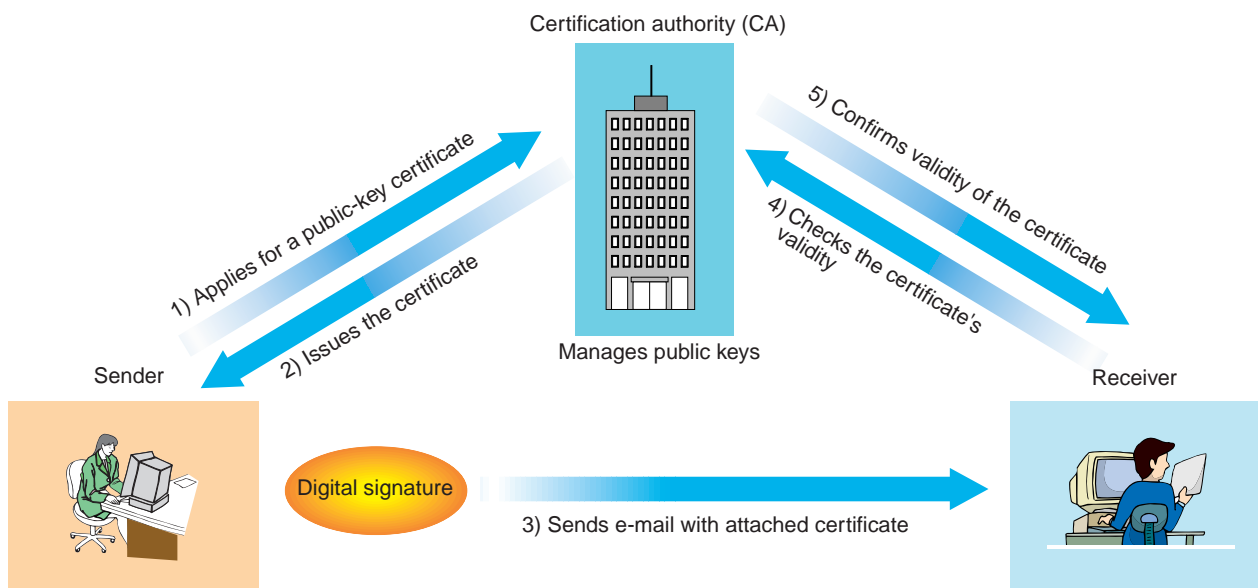 Certification authority (CA)
1) Applies for a public-key certificate
2) Issues the certificate
5) Confirms validity of the certificate
4) Checks the certificate's
validity
Manages public keys
Sender
Receiver
Digital signature
3) Sends e-mail with attached certificate